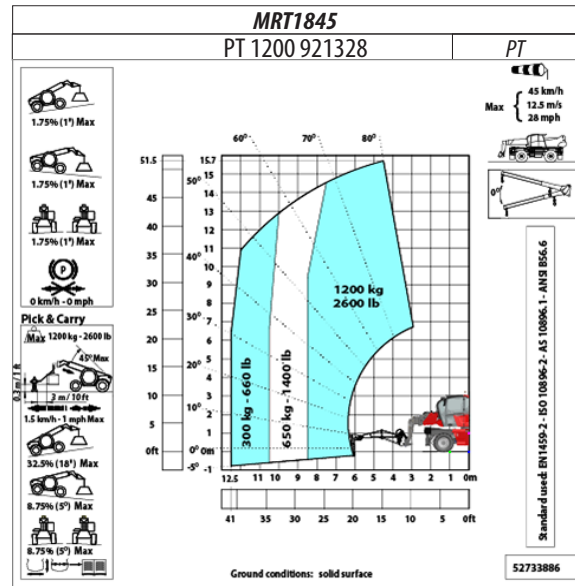 MRT1845
PT 1200 921328
PT
1.75% (1°) Max
1.75% (1°) Max
1.75% (1°) Max
P
0 km/h - 0 mph
Pick & Carry
Max 1200 kg - 2600 lb
45° Max
0.3 m / 1 ft
3 m / 10 ft
1.5 km/h - 1 mph Max
32.5% (18°) Max
8.75% (5°) Max
8.75% (5°) Max
Max
45 km/h
12.5 m/s
28 mph
0°
60°
70°
80°
50°
40°
30°
20°
10°
0°
-5°
51.5
45
40
35
30
25
20
15
10
5
0ft
15.7
14
13
12
11
10
9
8
7
6
5
4
3
2
1
0m
-1
1200 kg
2600 lb
650 kg - 1400 lb
300 kg - 660 lb
12.5 11 10 9 8 7 6 5 4 3 2 1 0m
41 35 30 25 20 15 10 5 0ft
Ground conditions: solid surface
Standard used: EN1459-2 - ISO 10896-2 - AS 10896.1 - ANSI B56.6
52733886